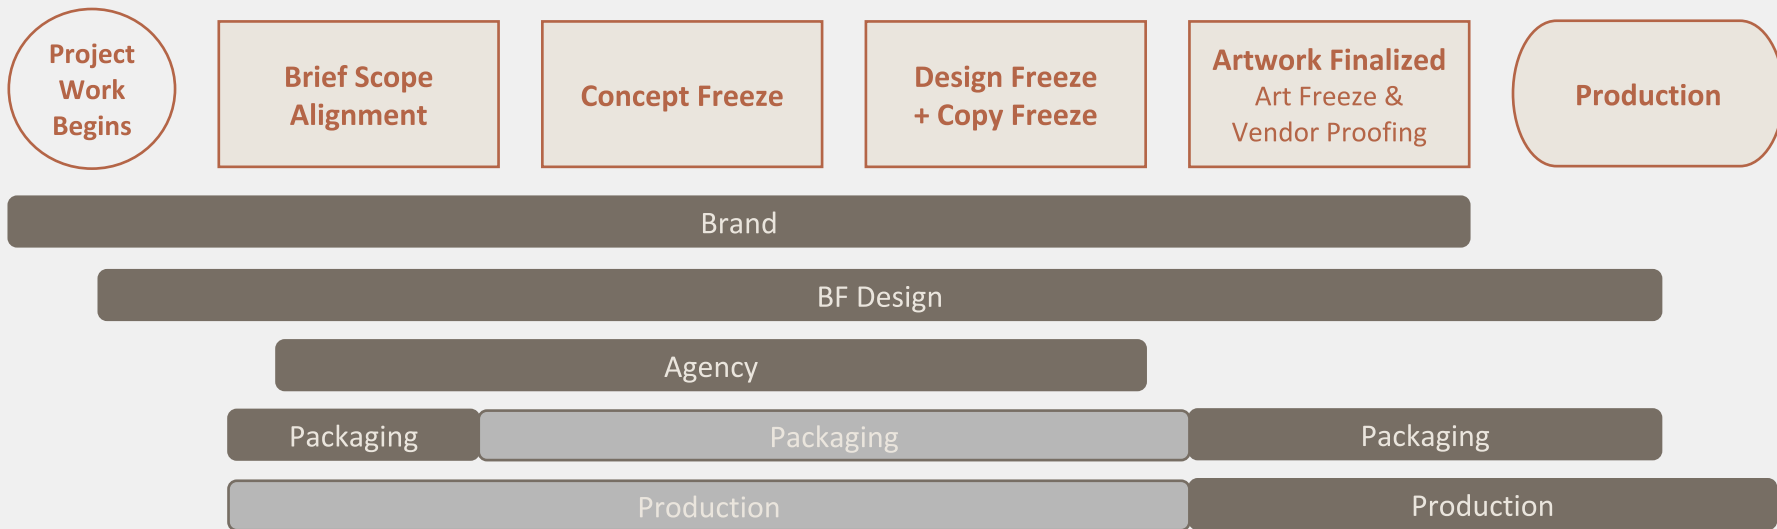 Project
Work
Begins
Brief Scope
Alignment
Concept Freeze
Design Freeze
+ Copy Freeze
Artwork Finalized
Art Freeze &
Vendor Proofing
Production
Brand
BF Design
Agency
Packaging
Packaging
Packaging
Production
Production